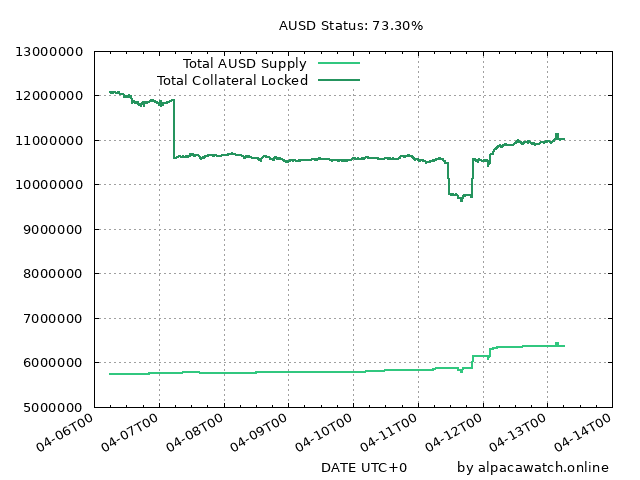 AUSD Status: 73.30%
Total AUSD Supply
Total Collateral Locked
13000000
12000000
11000000
10000000
9000000
8000000
7000000
6000000
5000000
04-06T00
04-07T00
04-08T00
04-09T00
04-10T00
04-11T00
04-12T00
04-13T00
04-14T00
DATE UTC+0
by alpacawatch.online